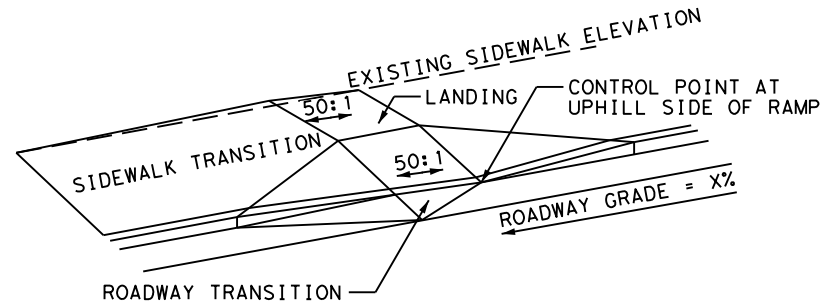 EXISTING SIDEWALK ELEVATION
50:1
LANDING
CONTROL POINT AT
UPHILL SIDE OF RAMP
SIDEWALK TRANSITION
50:1
ROADWAY GRADE = X%
ROADWAY TRANSITION